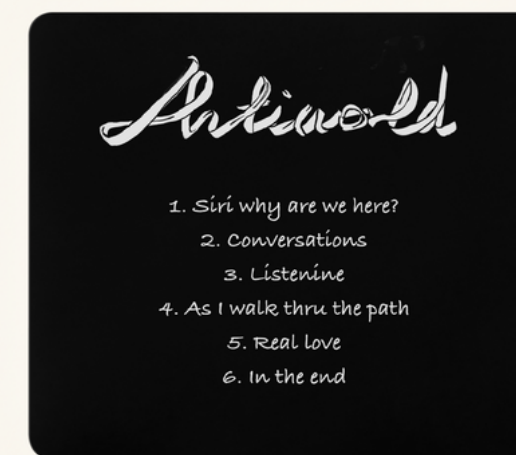 Antiworld
1. Siri why are we here?
2. Conversations
3. Listenine
4. As I walk thru the path
5. Real love
6. In the end